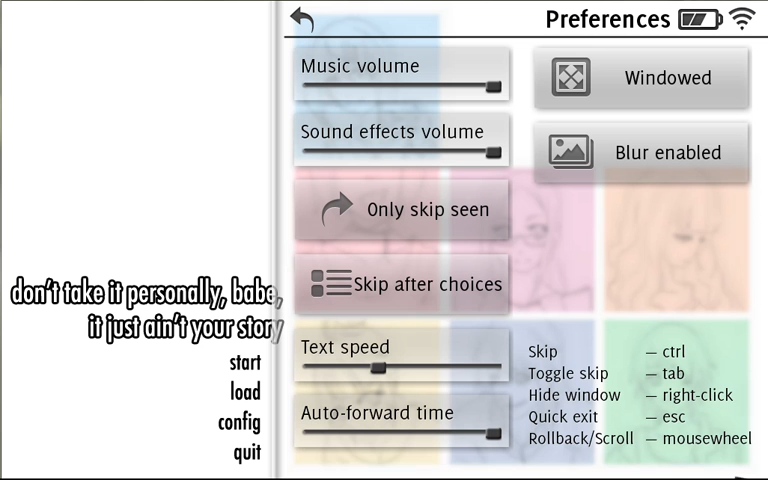 Preferences
Music volume
Sound effects volume
Only skip seen
Skip after choices
Text speed
Auto-forward time
Windowed
Blur enabled
Skip — ctrl
Toggle skip — tab
Hide window — right-click
Quick exit — esc
Rollback/Scroll — mousewheel
don't take it personally, babe,
it just ain't your story
start
load
config
quit